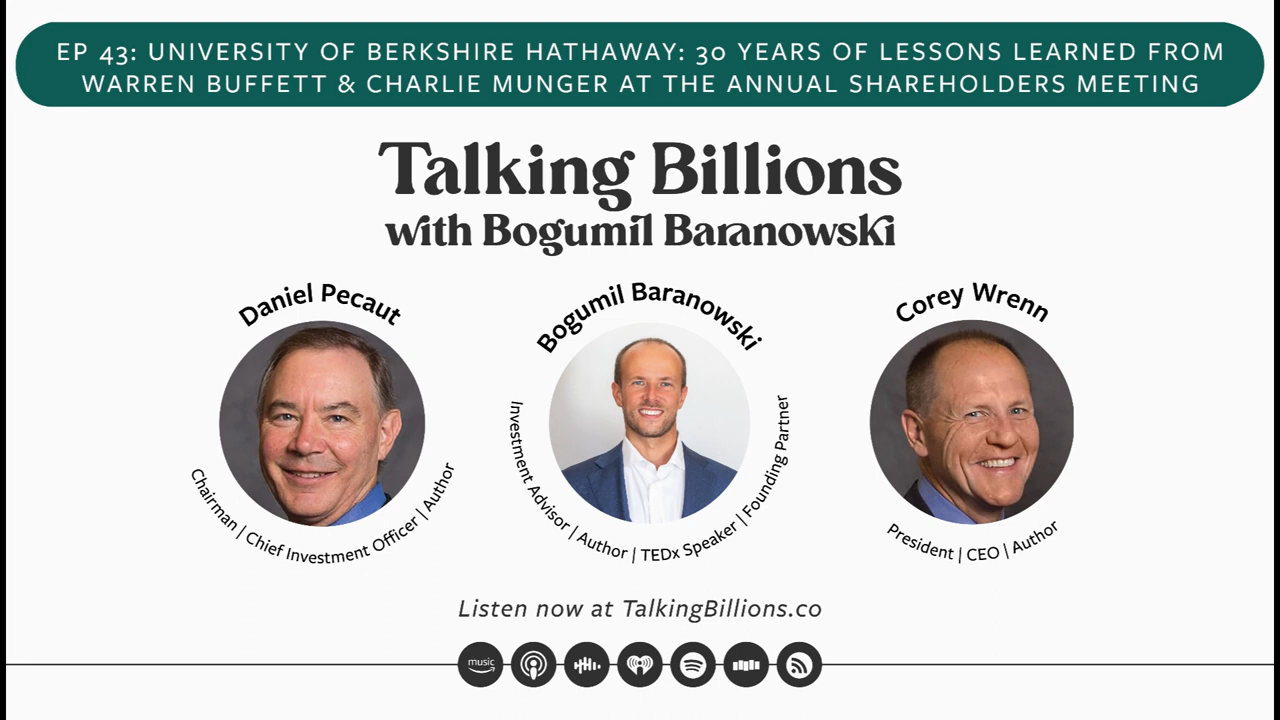 EP 43: UNIVERSITY OF BERKSHIRE HATHAWAY: 30 YEARS OF LESSONS LEARNED FROM
WARREN BUFFETT & CHARLIE MUNGER AT THE ANNUAL SHAREHOLDERS MEETING
Talking Billions
with Bogumil Baranowski
Daniel Pecaut
Chairman | Chief Investment Officer | Author
Bogumil Baranowski
Investment Advisor | Author | TEDx Speaker | Founding Partner
Corey Wrenn
President | CEO | Author
Listen now at TalkingBillions.co
music